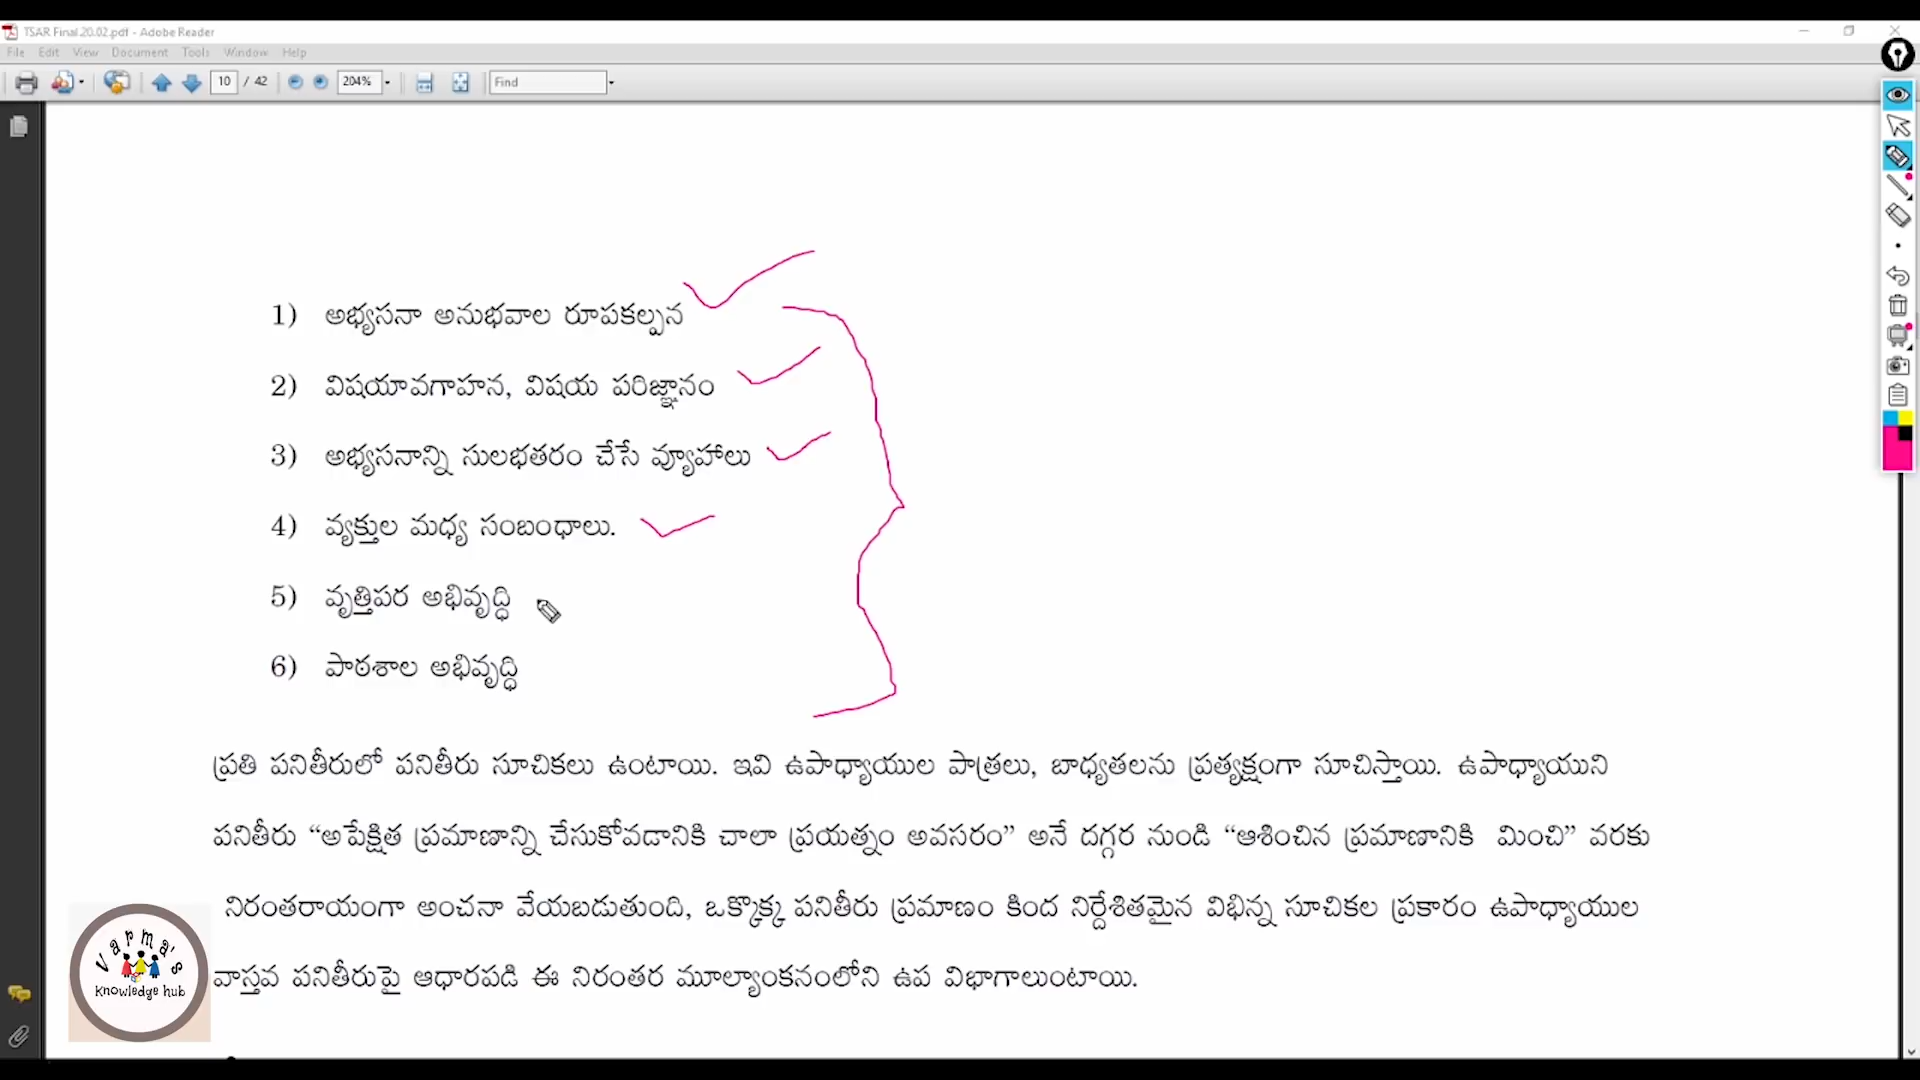 TSAR Final 20.02.pdf - Adobe Reader
File Edit View Document Tools Window Help
10 / 42 204% Find
1) అభ్యసనా అనుభవాల రూపకల్పన
2) విషయావగాహన, విషయ పరిజ్ఞానం
3) అభ్యసనాన్ని సులభతరం చేసే వ్యూహాలు
4) వ్యక్తుల మధ్య సంబంధాలు.
5) వృత్తిపర అభివృద్ధి
6) పాఠశాల అభివృద్ధి
ప్రతి పనితీరులో పనితీరు సూచికలు ఉంటాయి. ఇవి ఉపాధ్యాయుల పాత్రలు, బాధ్యతలను ప్రత్యక్షంగా సూచిస్తాయి. ఉపాధ్యాయుని
పనితీరు “అపేక్షిత ప్రమాణాన్ని చేసుకోవడానికి చాలా ప్రయత్నం అవసరం” అనే దగ్గర నుండి “ఆశించిన ప్రమాణానికి మించి” వరకు
నిరంతరాయంగా అంచనా వేయబడుతుంది, ఒక్కొక్క పనితీరు ప్రమాణం కింద నిర్దేశితమైన విభిన్న సూచికల ప్రకారం ఉపాధ్యాయుల
వాస్తవ పనితీరుపై ఆధారపడి ఈ నిరంతర మూల్యాంకనంలోని ఉప విభాగాలుంటాయి.
Varma's
Knowledge hub